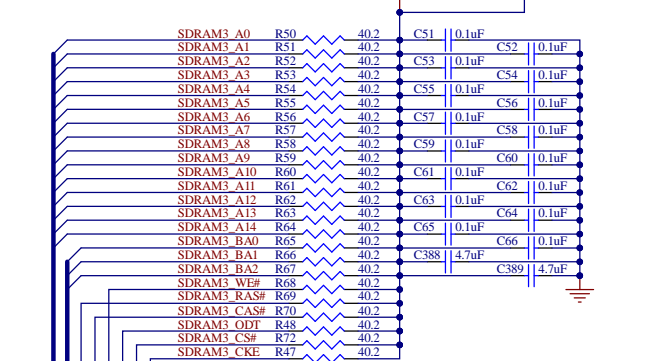 SDRAM3_A0 R50 40.2 C51 0.1uF
SDRAM3_A1 R51 40.2 C52 0.1uF
SDRAM3_A2 R52 40.2 C53 0.1uF
SDRAM3_A3 R53 40.2 C54 0.1uF
SDRAM3_A4 R54 40.2 C55 0.1uF
SDRAM3_A5 R55 40.2 C56 0.1uF
SDRAM3_A6 R56 40.2 C57 0.1uF
SDRAM3_A7 R57 40.2 C58 0.1uF
SDRAM3_A8 R58 40.2 C59 0.1uF
SDRAM3_A9 R59 40.2 C60 0.1uF
SDRAM3_A10 R60 40.2 C61 0.1uF
SDRAM3_A11 R61 40.2 C62 0.1uF
SDRAM3_A12 R62 40.2 C63 0.1uF
SDRAM3_A13 R63 40.2 C64 0.1uF
SDRAM3_A14 R64 40.2 C65 0.1uF
SDRAM3_BA0 R65 40.2 C66 0.1uF
SDRAM3_BA1 R66 40.2 C388 4.7uF
SDRAM3_BA2 R67 40.2 C389 4.7uF
SDRAM3_WE# R68 40.2
SDRAM3_RAS# R69 40.2
SDRAM3_CAS# R70 40.2
SDRAM3_ODT R48 40.2
SDRAM3_CS# R72 40.2
SDRAM3_CKE R47 40.2